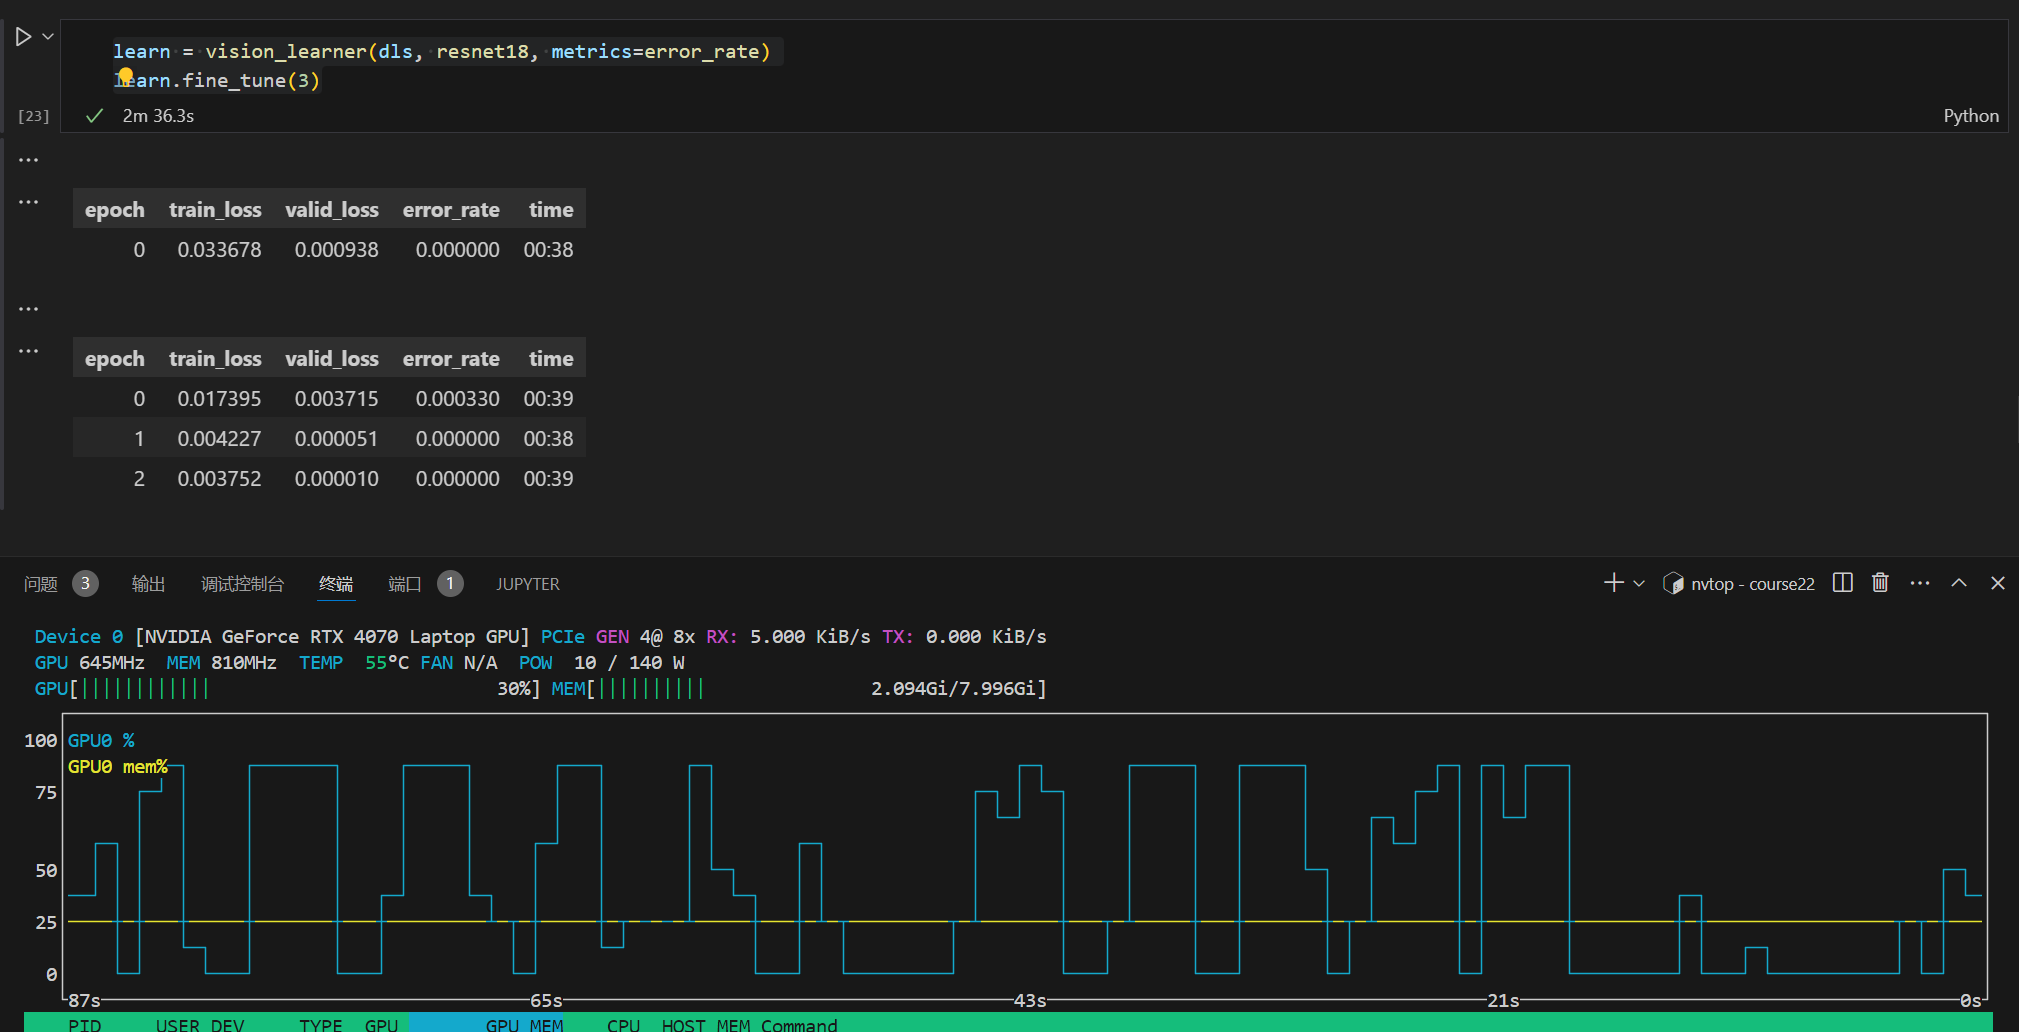 learn = vision_learner(dls, resnet18, metrics=error_rate)
learn.fine_tune(3)
[23] 2m 36.3s Python
epoch train_loss valid_loss error_rate time
0 0.033678 0.000938 0.000000 00:38
epoch train_loss valid_loss error_rate time
0 0.017395 0.003715 0.000330 00:39
1 0.004227 0.000051 0.000000 00:38
2 0.003752 0.000010 0.000000 00:39
问题 3 输出 调试控制台 终端 端口 1 JUPYTER nvtop - course22
Device 0 [NVIDIA GeForce RTX 4070 Laptop GPU] PCIe GEN 4@ 8x RX: 5.000 KiB/s TX: 0.000 KiB/s
GPU 645MHz MEM 810MHz TEMP 55°C FAN N/A POW 10 / 140 W
GPU[|||||||||||| 30%] MEM[|||||||||| 2.094Gi/7.996Gi]
100 GPU0 %
GPU0 mem%
75
50
25
0
87s 65s 43s 21s 0s
PID USER DEV TYPE GPU GPU MEM CPU HOST MEM Command